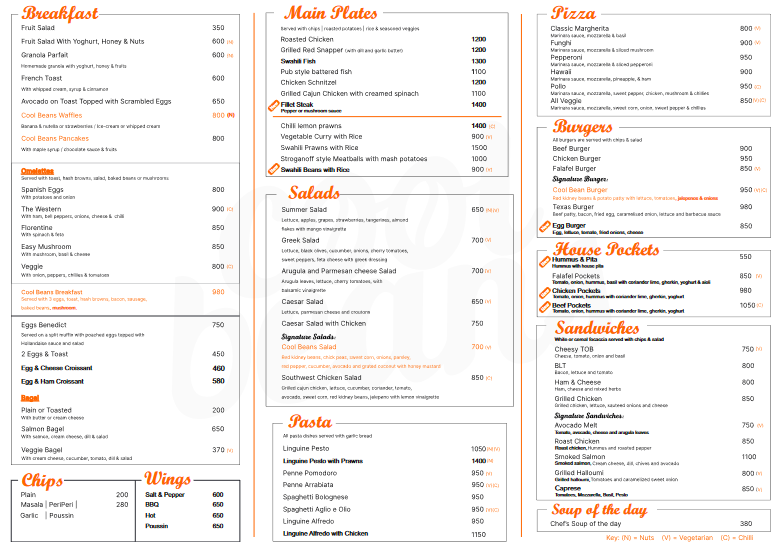 Breakfast
Fruit Salad 350
Fruit Salad With Yoghurt, Honey & Nuts 600 (N)
Granola Parfait 600 (N)
Homemade granola with yoghurt, honey & fruits
French Toast 600
With whipped cream, syrup & cinnamon
Avocado on Toast Topped with Scrambled Eggs 650
Cool Beans Waffles 800 (N)
Banana & nutella or strawberries / ice-cream or whipped cream
Cool Beans Pancakes 800
With maple syrup / chocolate sauce & fruits
Omelettes
Served with toast, hash browns, salad, baked beans or mushrooms
Spanish Eggs 800
With potatoes and onion
The Western 900 (C)
With ham, bell peppers, onions, cheese & chilli
Florentine 850
With spinach & feta
Easy Mushroom 850
With mushroom, basil & cheese
Veggie 800 (C)
With onion, peppers, chillies & tomatoes
Cool Beans Breakfast 980
Served with 3 eggs, toast, hash browns, bacon, sausage,
baked beans, mushroom
Eggs Benedict 750
Served on a split muffin with poached eggs topped with
Hollandaise sauce and salad
2 Eggs & Toast 450
Egg & Cheese Croissant 460
Egg & Ham Croissant 580
Bagel
Plain or Toasted 200
With butter or cream cheese
Salmon Bagel 650
With salmon, cream cheese, dill & salad
Veggie Bagel 370 (V)
With cream cheese, cucumber, tomato, dill & salad
Chips
Plain 200
Masala | PeriPeri | 280
Garlic | Poussin
Wings
Salt & Pepper 600
BBQ 650
Hot 650
Poussin 650
Main Plates
Served with chips | roasted potatoes | rice & seasoned veggies
Roasted Chicken 1200
Grilled Red Snapper (with dill and garlic butter) 1200
Swahili Fish 1300
Pub style battered fish 1100
Chicken Schnitzel 1200
Grilled Cajun Chicken with creamed spinach 1100
Fillet Steak 1400
Pepper or mushroom sauce
Chilli lemon prawns 1400 (C)
Vegetable Curry with Rice 900 (V)
Swahili Prawns with Rice 1500
Stroganoff style Meatballs with mash potatoes 1000
Swahili Beans with Rice 900 (V)
Salads
Summer Salad 650 (N)(V)
Lettuce, apples, grapes, strawberries, tangerines, almond
flakes with mango vinaigrette
Greek Salad 700 (V)
Lettuce, black olives, cucumber, onions, cherry tomatoes,
sweet peppers, feta cheese with greek dressing
Arugula and Parmesan cheese Salad 700 (V)
Arugula leaves, lettuce, cherry tomatoes, with
balsamic vinaigrette
Caesar Salad 650 (V)
Lettuce, parmesan cheese and croutons
Caesar Salad with Chicken 750
Signature Salads:
Cool Beans Salad 700 (V)
Red kidney beans, chick peas, sweet corn, onions, parsley,
red pepper, cucumber, avocado and grated coconut with honey mustard
Southwest Chicken Salad 850 (C)
Grilled cajun chicken, lettuce, cucumber, coriander, tomato,
avocado, sweet corn, red kidney beans, jalepeno with lemon vinaigrette
Pasta
All pasta dishes served with garlic bread
Linguine Pesto 1050 (N)(V)
Linguine Pesto with Prawns 1400 (N)
Penne Pomodoro 950 (V)
Penne Arrabiata 950 (V)(C)
Spaghetti Bolognese 950
Spaghetti Aglio e Olio 950 (V)(C)
Linguine Alfredo 950
Linguine Alfredo with Chicken 1150
Pizza
Classic Margherita 800 (V)
Marinara sauce, mozzarella & basil
Funghi 900 (V)
Marinara sauce, mozzarella & sliced mushroom
Pepperoni 950
Marinara sauce, mozzarella & sliced pepperoni
Hawaii 900
Marinara sauce, mozzarella, pineapple, & ham
Pollo 950 (C)
Marinara sauce, mozzarella, sweet pepper, chicken, mushroom & chillies
All Veggie 850 (V)(C)
Marinara sauce, mozzarella, sweet corn, onion, sweet pepper & chillies
Burgers
All burgers are served with chips & salad
Beef Burger 900
Chicken Burger 950
Falafel Burger 850 (V)
Signature Burger:
Cool Bean Burger 950 (V)(C)
Red kidney beans & potato patty with lettuce, tomatoes, jalapenos & onions
Texas Burger 980
Beef patty, bacon, fried egg, caramelised onion, lettuce and barbecue sauce
Egg Burger 850
Egg, lettuce, tomato, fried onions, cheese
House Pockets
Hummus & Pita 550
Hummus with house pita
Falafel Pockets 850 (V)
Tomato, onion, hummus, basil with coriander lime, gherkin, yoghurt & aioli
Chicken Pockets 980
Tomato, onion, hummus with coriander lime, gherkin, yoghurt
Beef Pockets 1050 (C)
Tomato, onion, hummus with coriander lime, gherkin, yoghurt
Sandwiches
White or cereal focaccia served with chips & salad
Cheesy TOB 750 (V)
Cheese, tomato, onion and basil
BLT 800
Bacon, lettuce and tomato
Ham & Cheese 800
Ham, cheese and mixed herbs
Grilled Chicken 850
Grilled chicken, lettuce, sauteed onions and cheese
Signature Sandwiches:
Avocado Melt 750 (V)
Tomato, avocado, cheese and arugula leaves
Roast Chicken 850
Roast chicken, Hummus and roasted pepper
Smoked Salmon 1100
Smoked salmon, Cream cheese, dill, chives and avocado
Grilled Halloumi 800 (V)
Grilled halloumi, Tomatoes and caramelized sweet onion
Caprese 850 (V)
Tomatoes, Mozzarella, Basil, Pesto
Soup of the day
Chef's Soup of the day 380
Key: (N) = Nuts (V) = Vegetarian (C) = Chilli